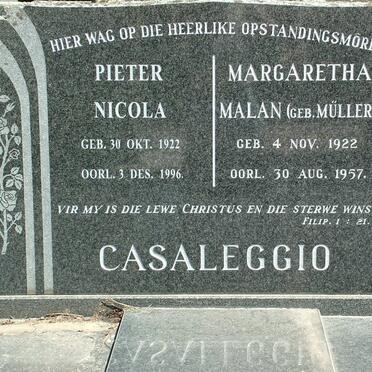 HIER WAG OP DIE HEERLIKE OPSTANDINGSMÔRE
PIETER
NICOLA
GEB. 30 OKT. 1922
OORL. 3 DES. 1996.
MARGARETHA
MALAN (GEB. MÜLLER
GEB. 4 NOV. 1922
OORL. 30 AUG. 1957.
VIR MY IS DIE LEWE CHRISTUS EN DIE STERWE WINS
FILIP. 1 : 21.
CASALEGGIO